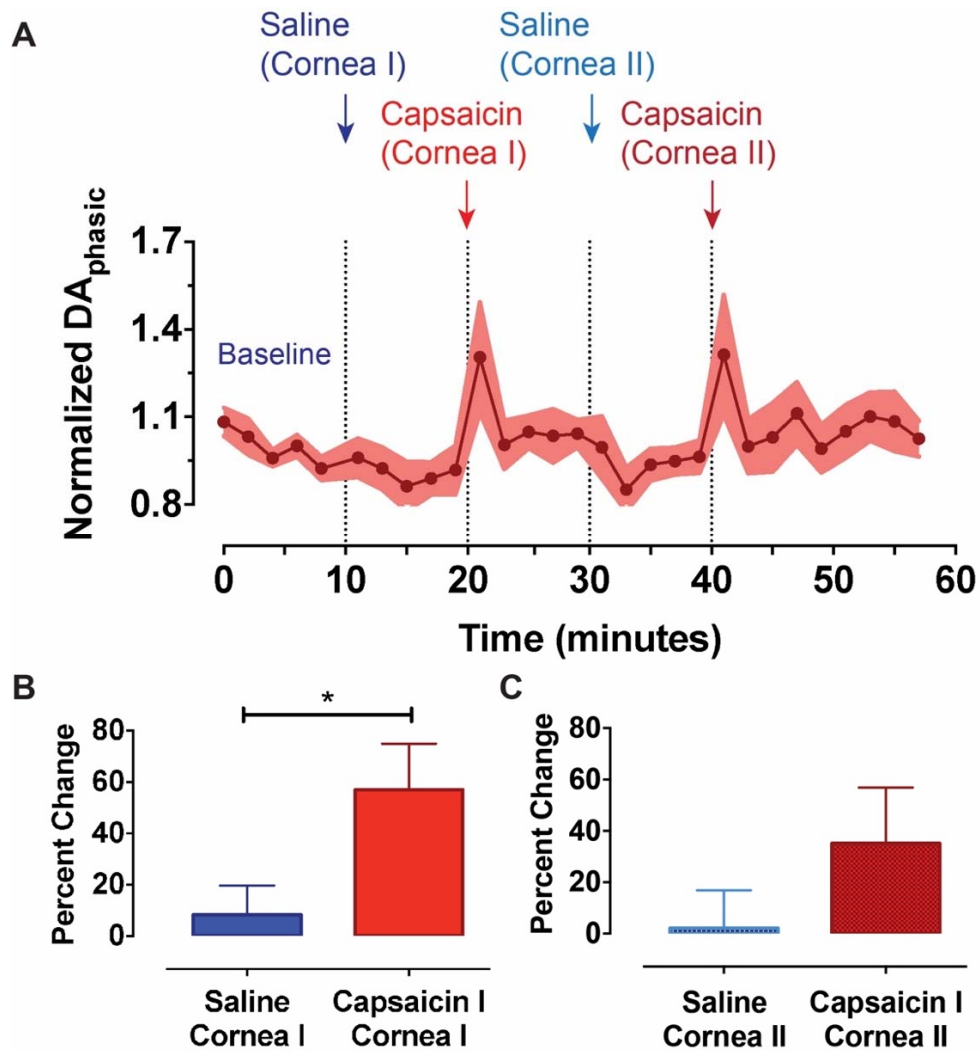 A
Saline
(Cornea I)
Saline
(Cornea II)
Capsaicin
(Cornea I)
Capsaicin
(Cornea II)
Normalized DAphasic
1.7
1.4
1.1
0.8
Baseline
0 10 20 30 40 50 60
Time (minutes)
B
*
Percent Change
80
60
40
20
0
Saline
Cornea I
Capsaicin I
Cornea I
C
Percent Change
80
60
40
20
0
Saline
Cornea II
Capsaicin I
Cornea II